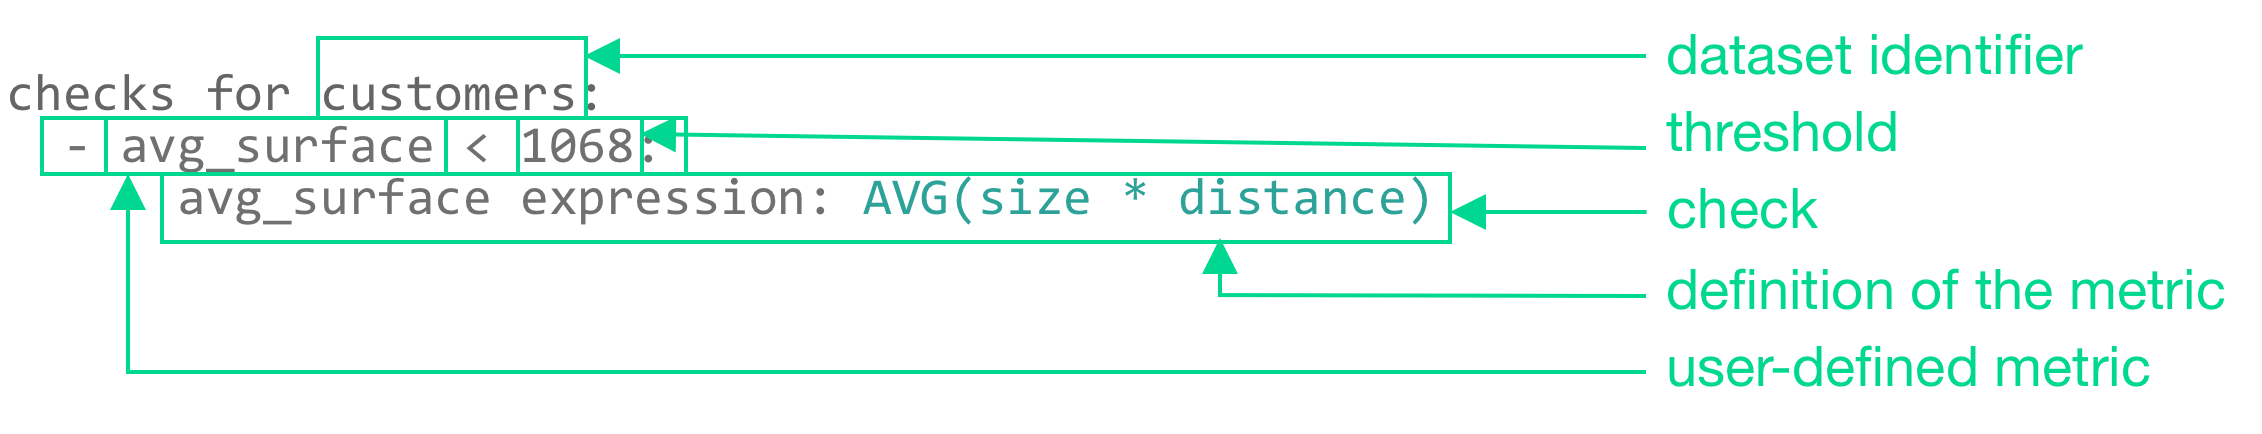 dataset identifier
checks for customers:
- avg_surface < 1068:
threshold
avg_surface expression: AVG(size * distance)
check
definition of the metric
user-defined metric